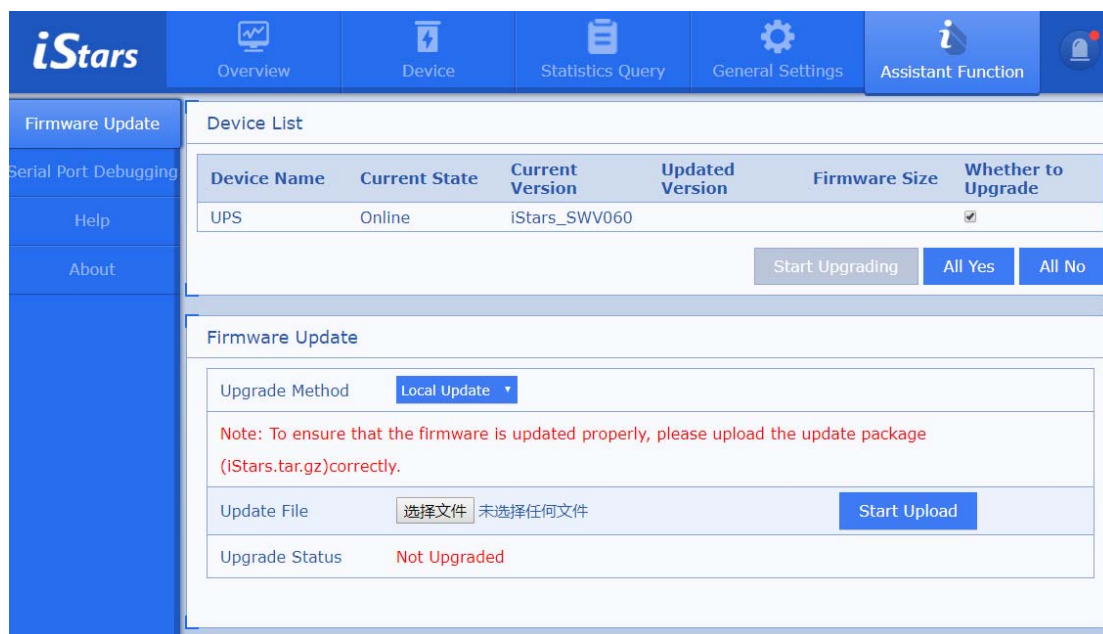 iStars
Overview
Device
Statistics Query
General Settings
Assistant Function
Firmware Update
Serial Port Debugging
Help
About
Device List
Device Name Current State Current Version Updated Version Firmware Size Whether to Upgrade
UPS Online iStars_SWV060
Start Upgrading All Yes All No
Firmware Update
Upgrade Method Local Update
Note: To ensure that the firmware is updated properly, please upload the update package
(iStars.tar.gz)correctly.
Update File 选择文件 未选择任何文件 Start Upload
Upgrade Status Not Upgraded